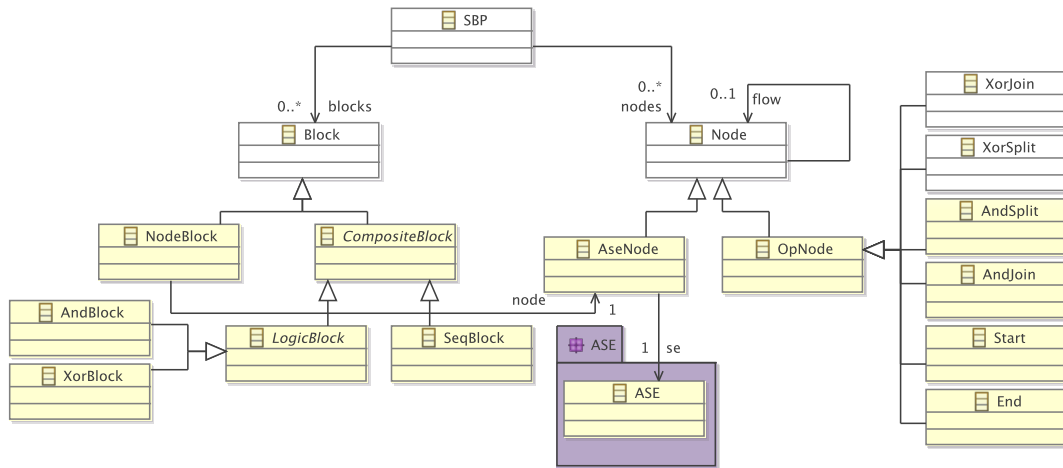 SBP
0..* blocks
0..*
nodes
0..1
flow
Block
Node
XorJoin
XorSplit
AndSplit
AndJoin
Start
End
NodeBlock
CompositeBlock
AseNode
OpNode
node
1
AndBlock
XorBlock
LogicBlock
SeqBlock
ASE
1 se
ASE